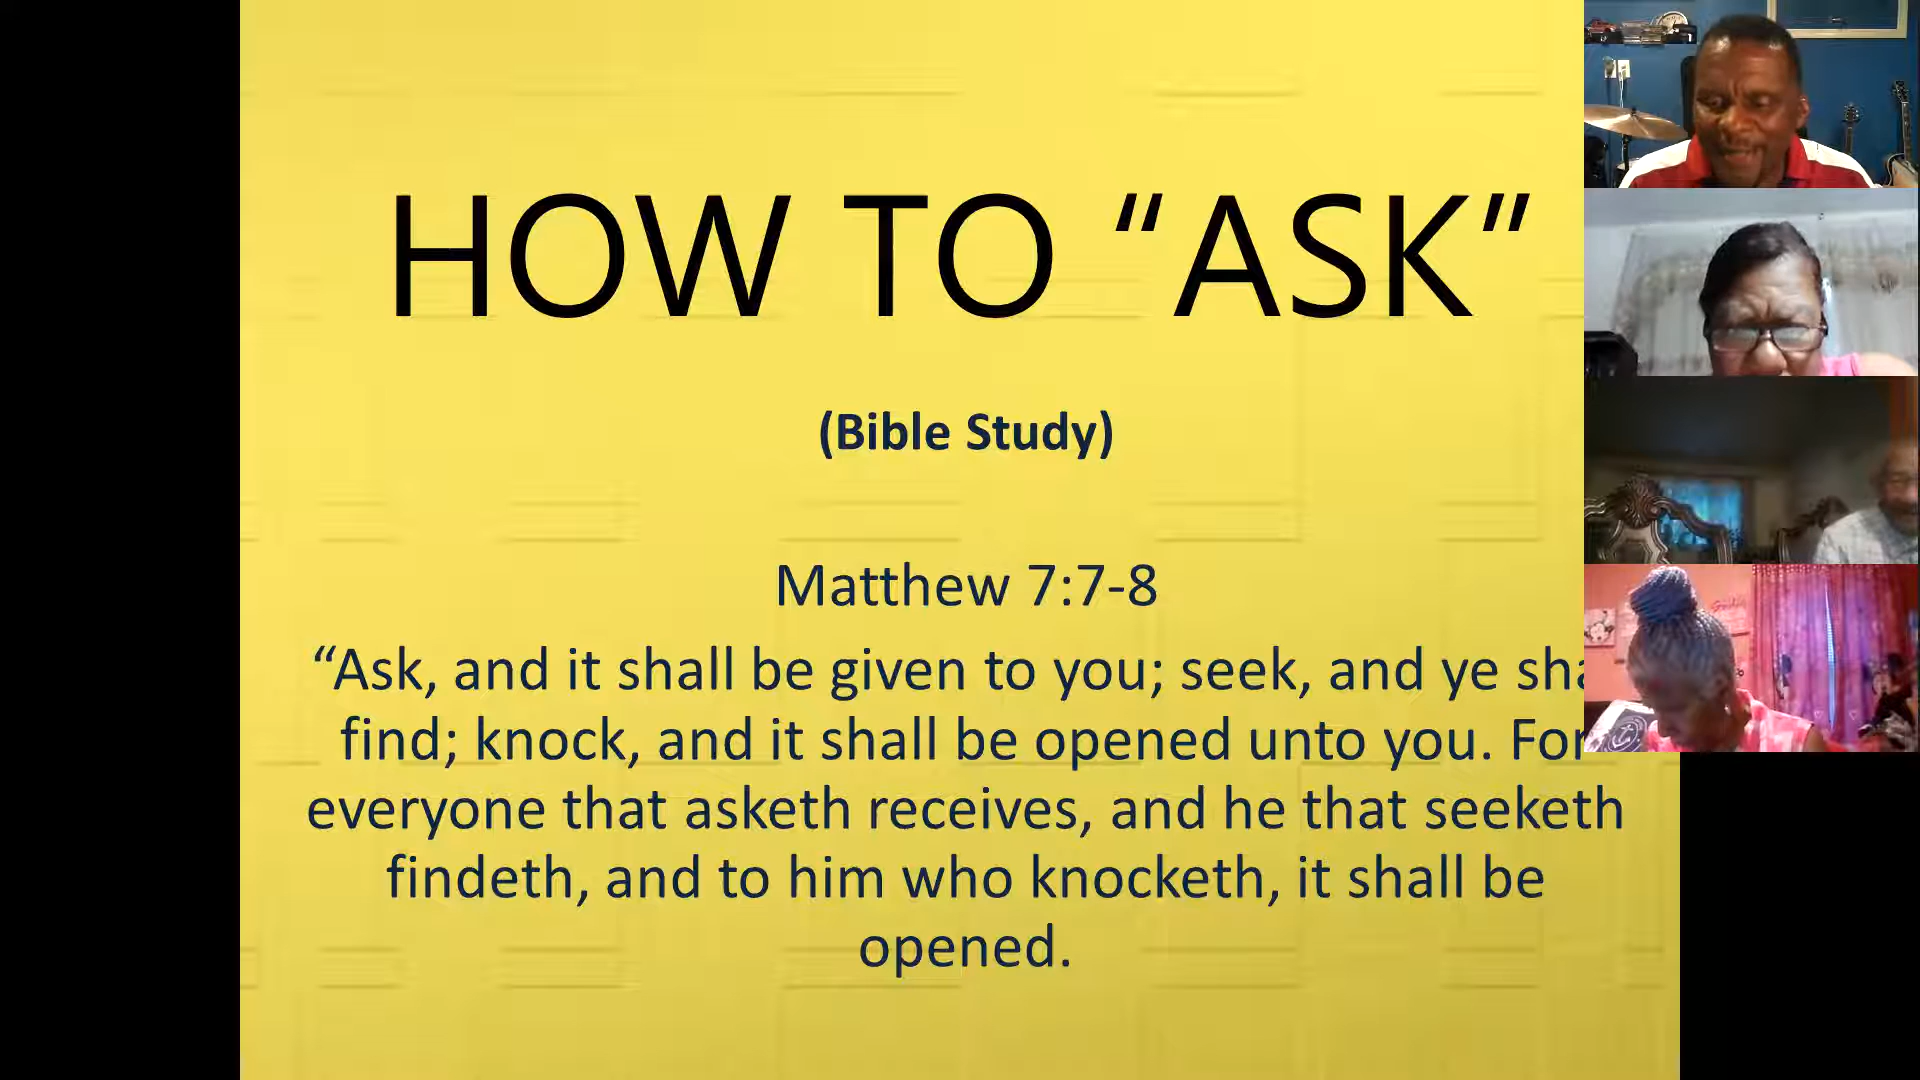 HOW TO “ASK”
(Bible Study)
Matthew 7:7-8
“Ask, and it shall be given to you; seek, and ye sha
find; knock, and it shall be opened unto you. For
everyone that asketh receives, and he that seeketh
findeth, and to him who knocketh, it shall be
opened.